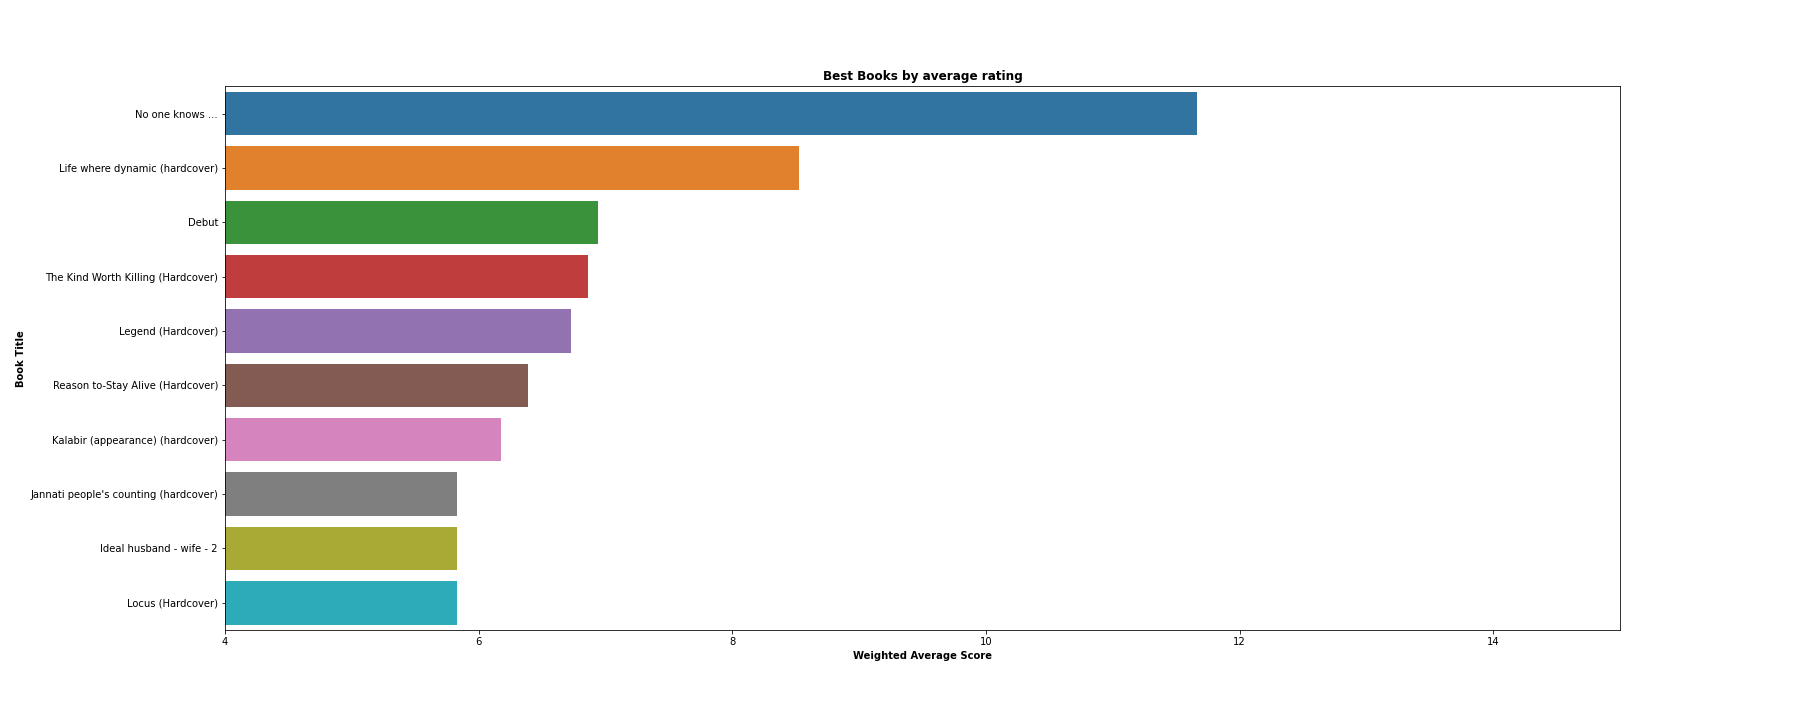 Best Books by average rating
No one knows ...
Life where dynamic (hardcover)
Debut
The Kind Worth Killing (Hardcover)
Legend (Hardcover)
Reason to-Stay Alive (Hardcover)
Kalabir (appearance) (hardcover)
Jannati people's counting (hardcover)
Ideal husband - wife - 2
Locus (Hardcover)
Book Title
4 6 8 10 12 14
Weighted Average Score